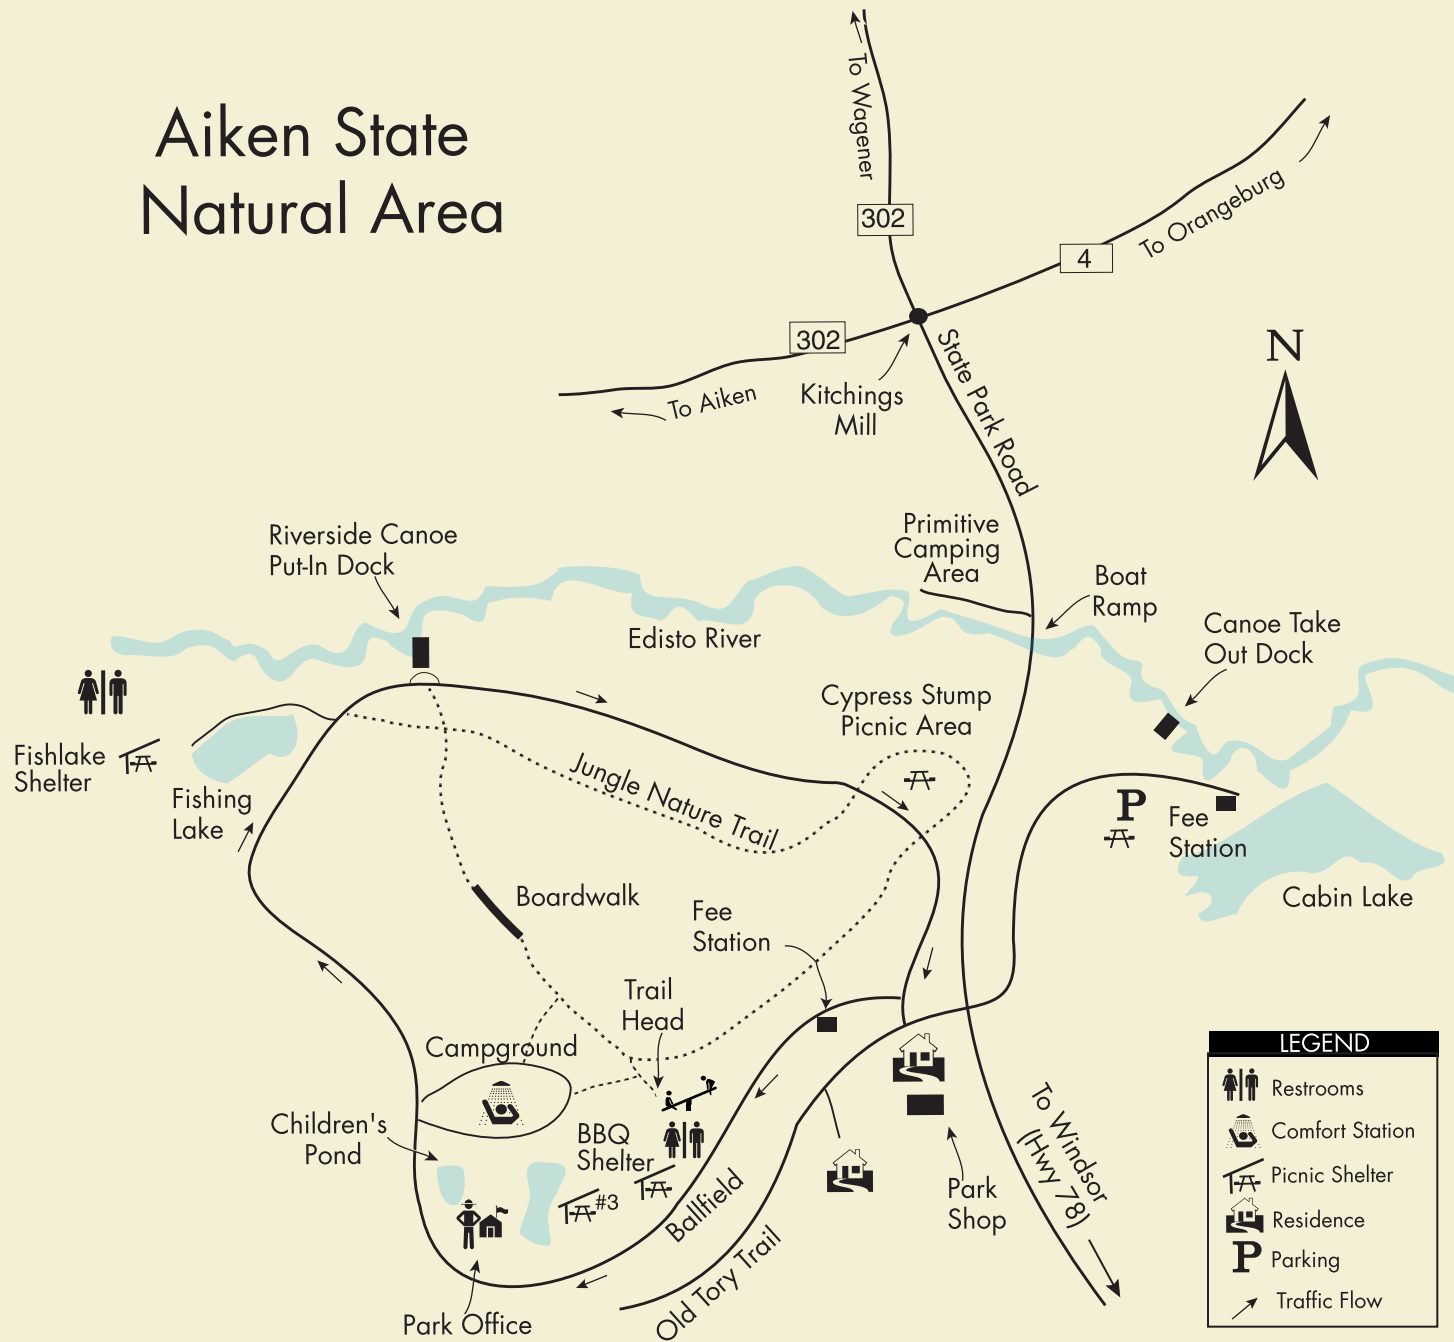 Aiken State
Natural Area
To Wagener
302
4
To Orangeburg
302
To Aiken
Kitchings
Mill
State Park Road
N
Riverside Canoe
Put-In Dock
Primitive
Camping
Area
Boat
Ramp
Edisto River
Canoe Take
Out Dock
Cypress Stump
Picnic Area
Fishlake
Shelter
Fishing
Lake
Jungle Nature Trail
P
Fee
Station
Cabin Lake
Boardwalk
Fee
Station
Trail
Head
Campground
Children's
Pond
BBQ
Shelter
#3
Ballfield
Old Tory Trail
Park Office
Park
Shop
To Windsor
(Hwy 78)
LEGEND
Restrooms
Comfort Station
Picnic Shelter
Residence
P Parking
Traffic Flow